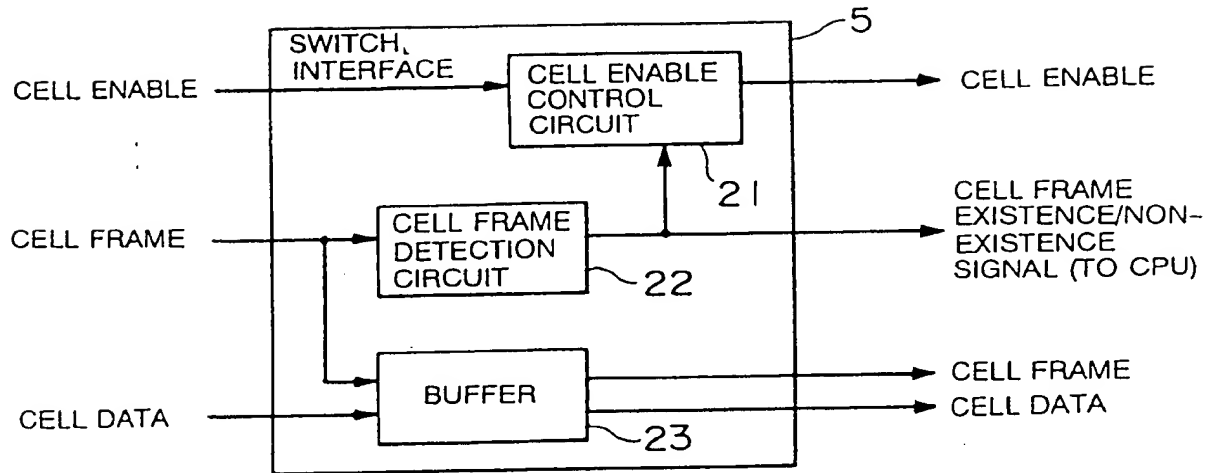 5
SWITCH,
INTERFACE
CELL ENABLE
CELL ENABLE
CONTROL
CIRCUIT
CELL ENABLE
21
CELL FRAME
CELL FRAME
DETECTION
CIRCUIT
22
CELL FRAME
EXISTENCE/NON-
EXISTENCE
SIGNAL (TO CPU)
BUFFER
23
CELL DATA
CELL FRAME
CELL DATA